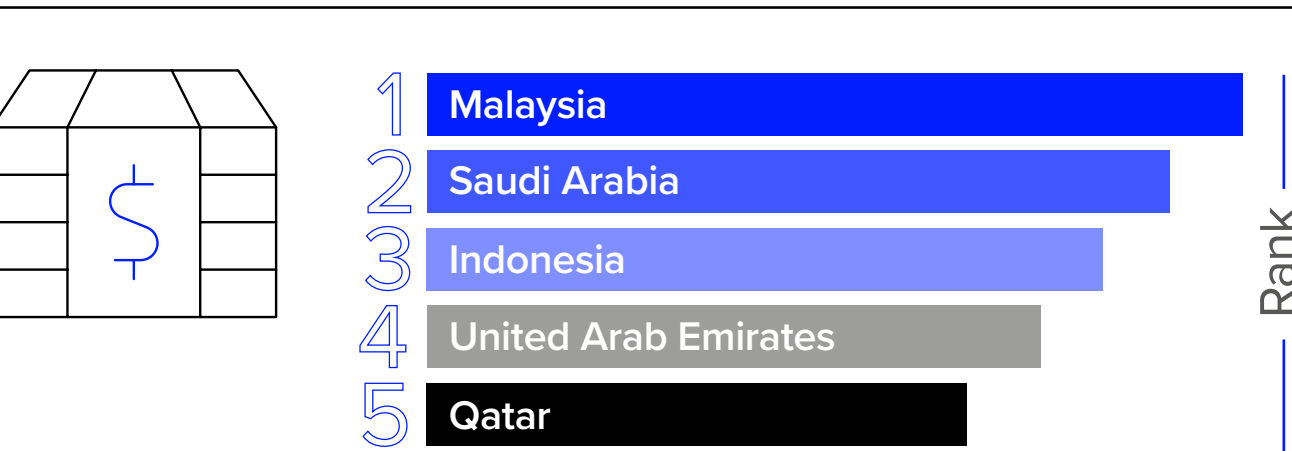 $
1 Malaysia
2 Saudi Arabia
3 Indonesia
4 United Arab Emirates
5 Qatar
Rank